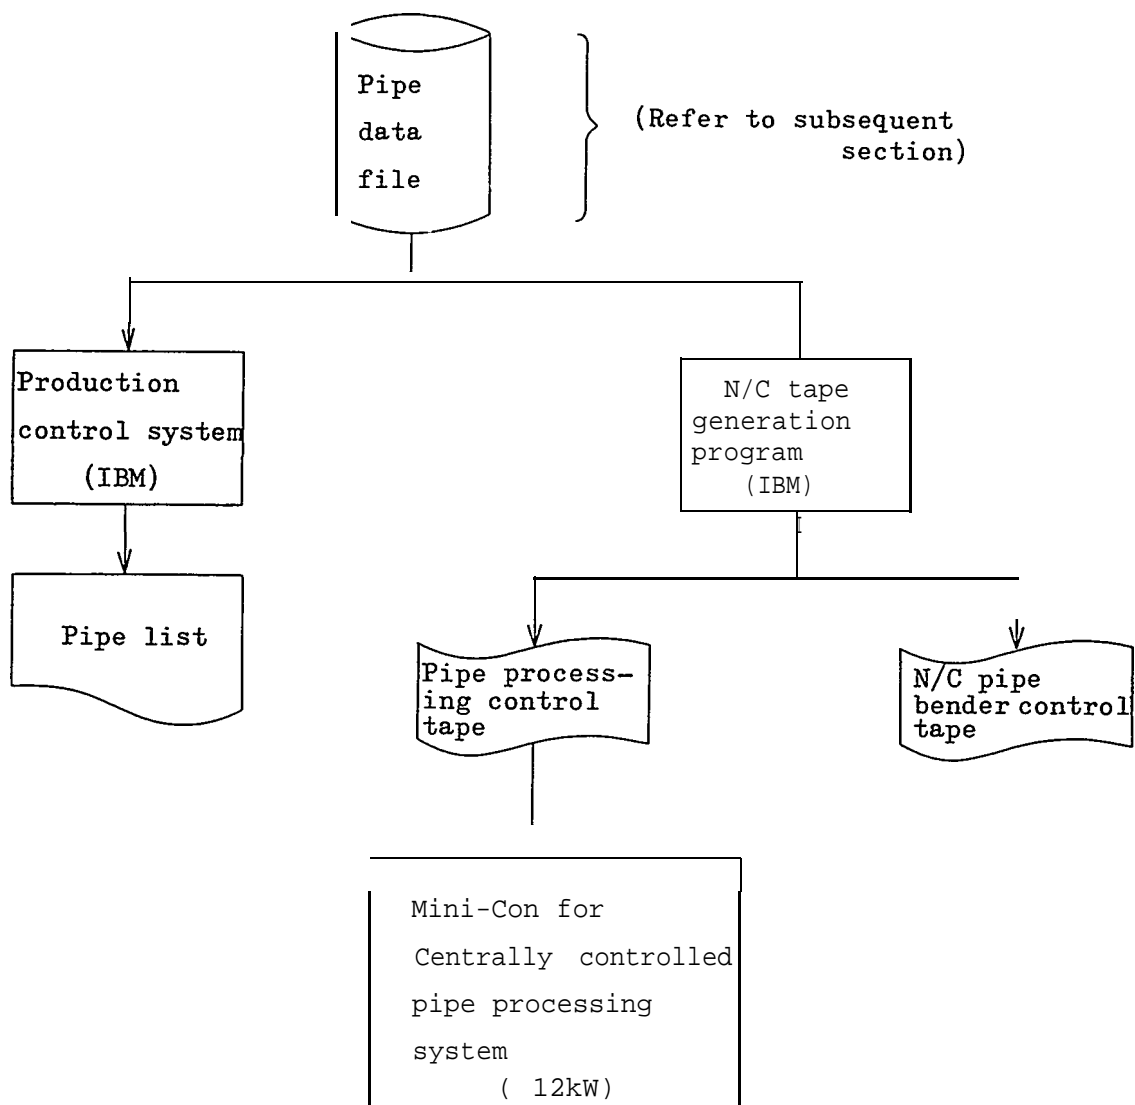 Pipe
data
file
(Refer to subsequent
section)
Production
control system
(IBM)
N/C tape
generation
program
(IBM)
Pipe list
Pipe process-
ing control
tape
N/C pipe
bender control
tape
Mini-Con for
Centrally controlled
pipe processing
system
( 12kW)